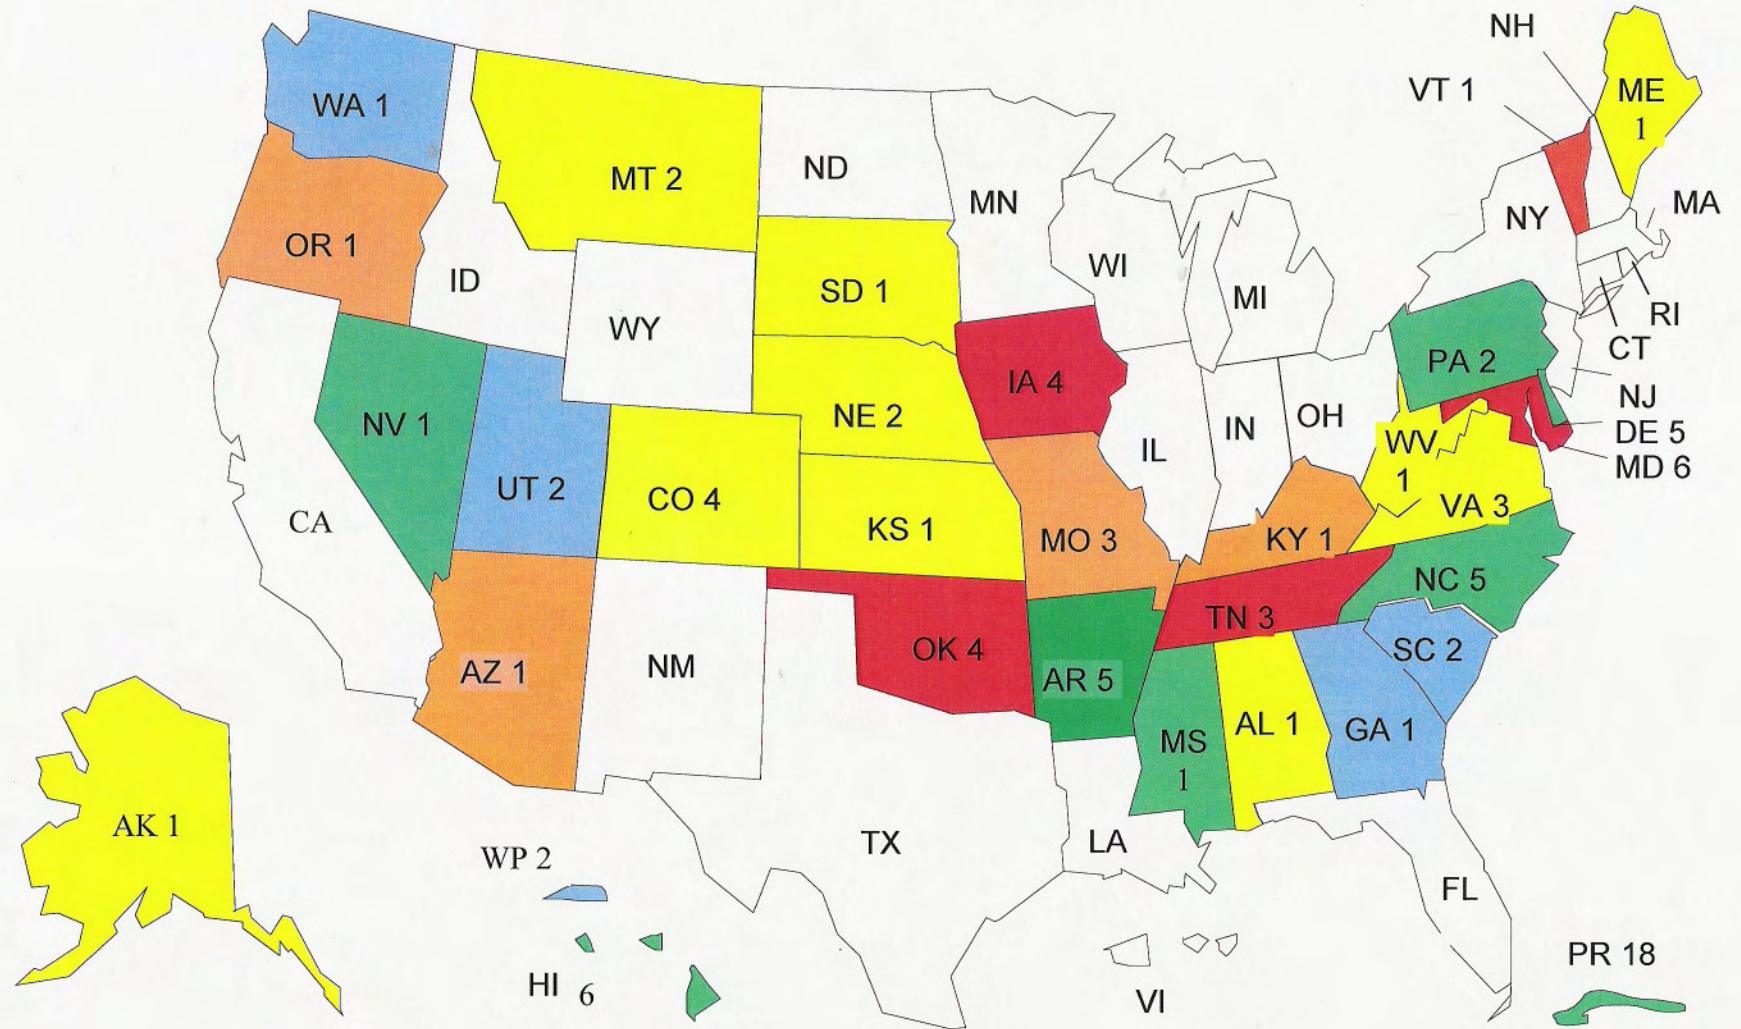 NH
VT 1
ME
1
WA 1
MT 2
ND
MN
NY
MA
OR 1
ID
SD 1
WI
MI
WY
RI
CT
PA 2
IA 4
NE 2
NV 1
OH
IN
IL
NJ
DE 5
MD 6
WV
1
UT 2
CO 4
VA 3
CA
KS 1
MO 3
KY 1
NC 5
TN 3
OK 4
AR 5
SC 2
AZ 1
NM
MS
1
AL 1
GA 1
AK 1
WP 2
TX
LA
FL
HI 6
VI
PR 18